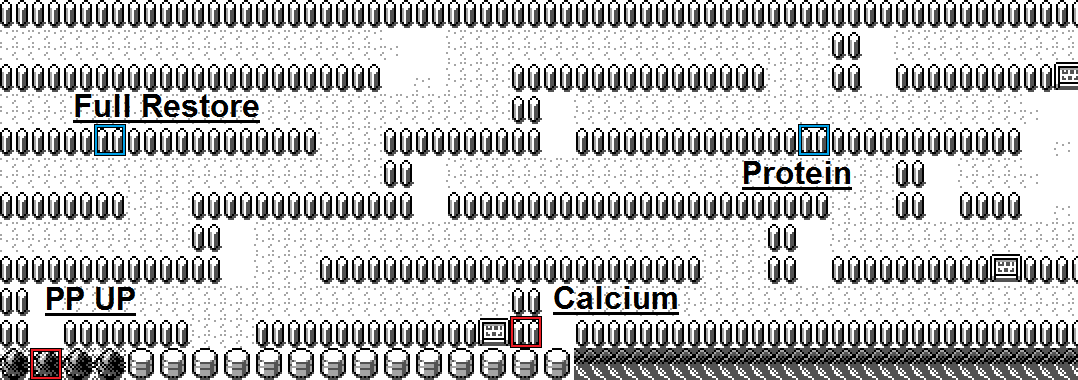 Full Restore
Protein
PP UP
Calcium